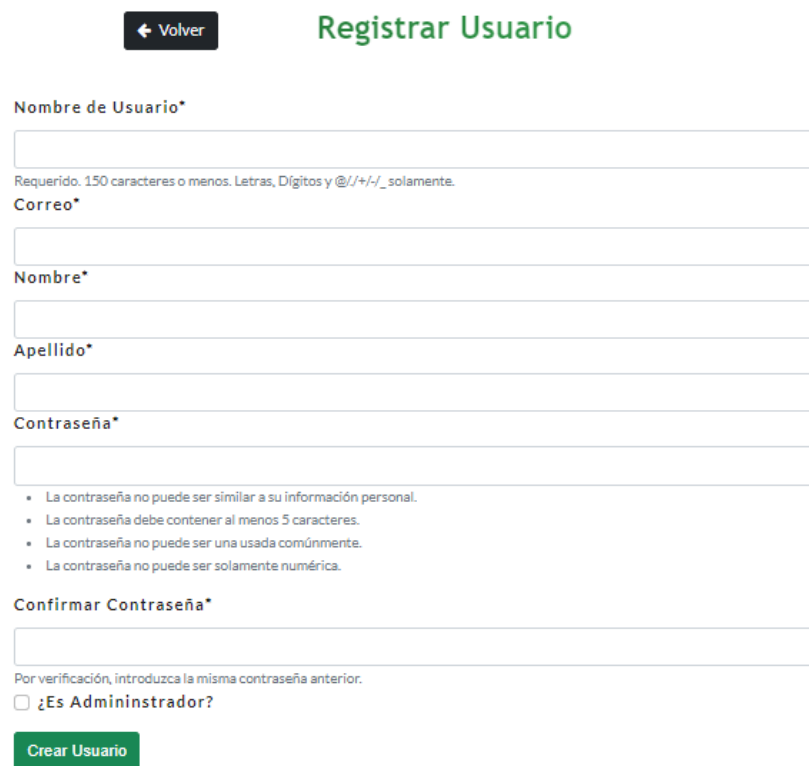 Volver
Registrar Usuario
Nombre de Usuario*
Requerido. 150 caracteres o menos. Letras, Dígitos y @/./+/-/_ solamente.
Correo*
Nombre*
Apellido*
Contraseña*
La contraseña no puede ser similar a su información personal.
La contraseña debe contener al menos 5 caracteres.
La contraseña no puede ser una usada comúnmente.
La contraseña no puede ser solamente numérica.
Confirmar Contraseña*
Por verificación, introduzca la misma contraseña anterior.
¿Es Admininstrador?
Crear Usuario